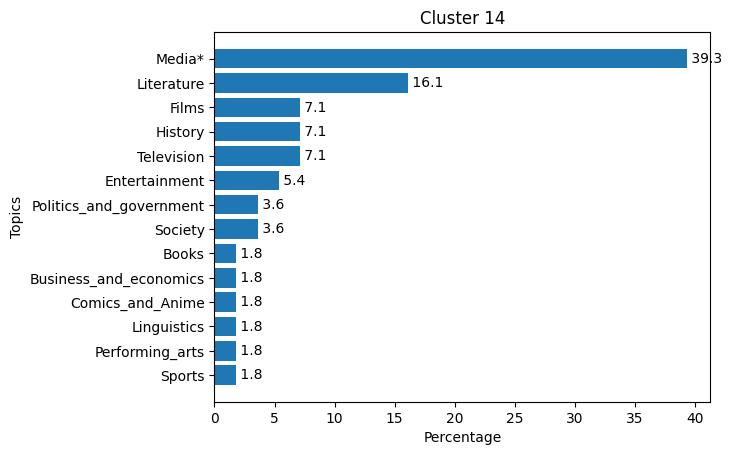 Cluster 14
Topics
Media* 39.3
Literature 16.1
Films 7.1
History 7.1
Television 7.1
Entertainment 5.4
Politics_and_government 3.6
Society 3.6
Books 1.8
Business_and_economics 1.8
Comics_and_Anime 1.8
Linguistics 1.8
Performing_arts 1.8
Sports 1.8
0 5 10 15 20 25 30 35 40
Percentage